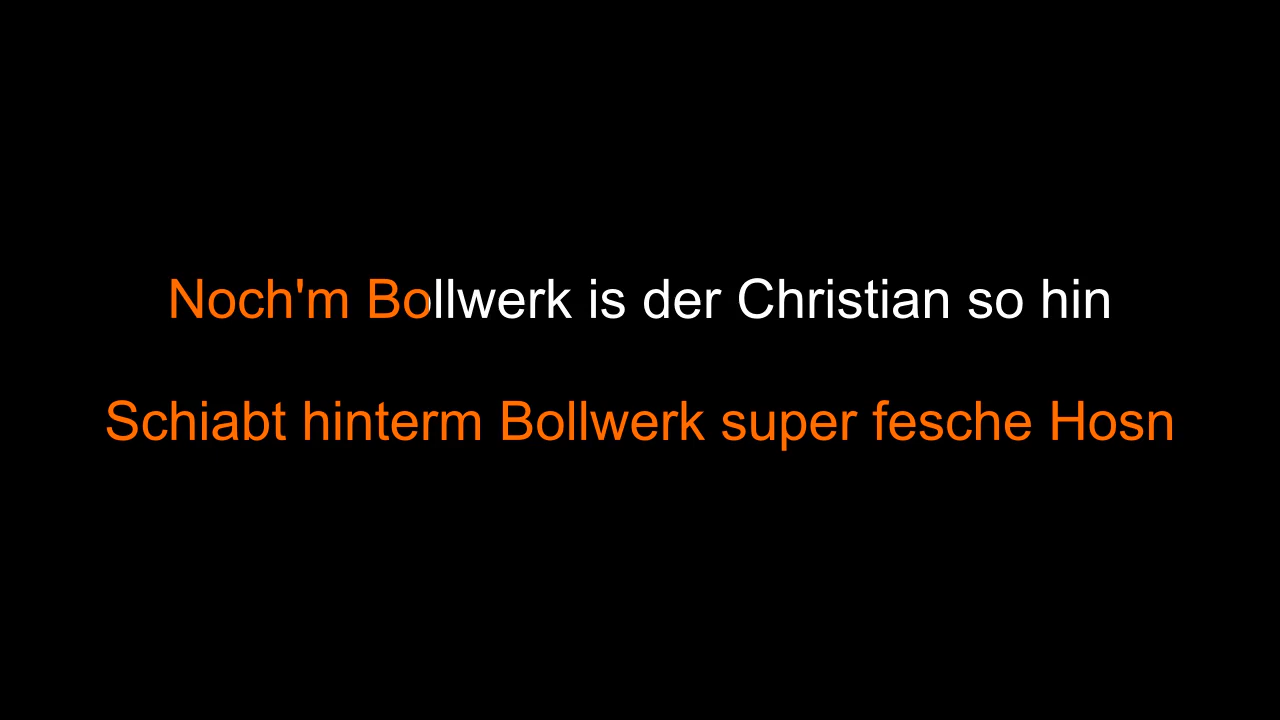 Noch'm Bollwerk is der Christian so hin
Schiabt hinterm Bollwerk super fesche Hosn